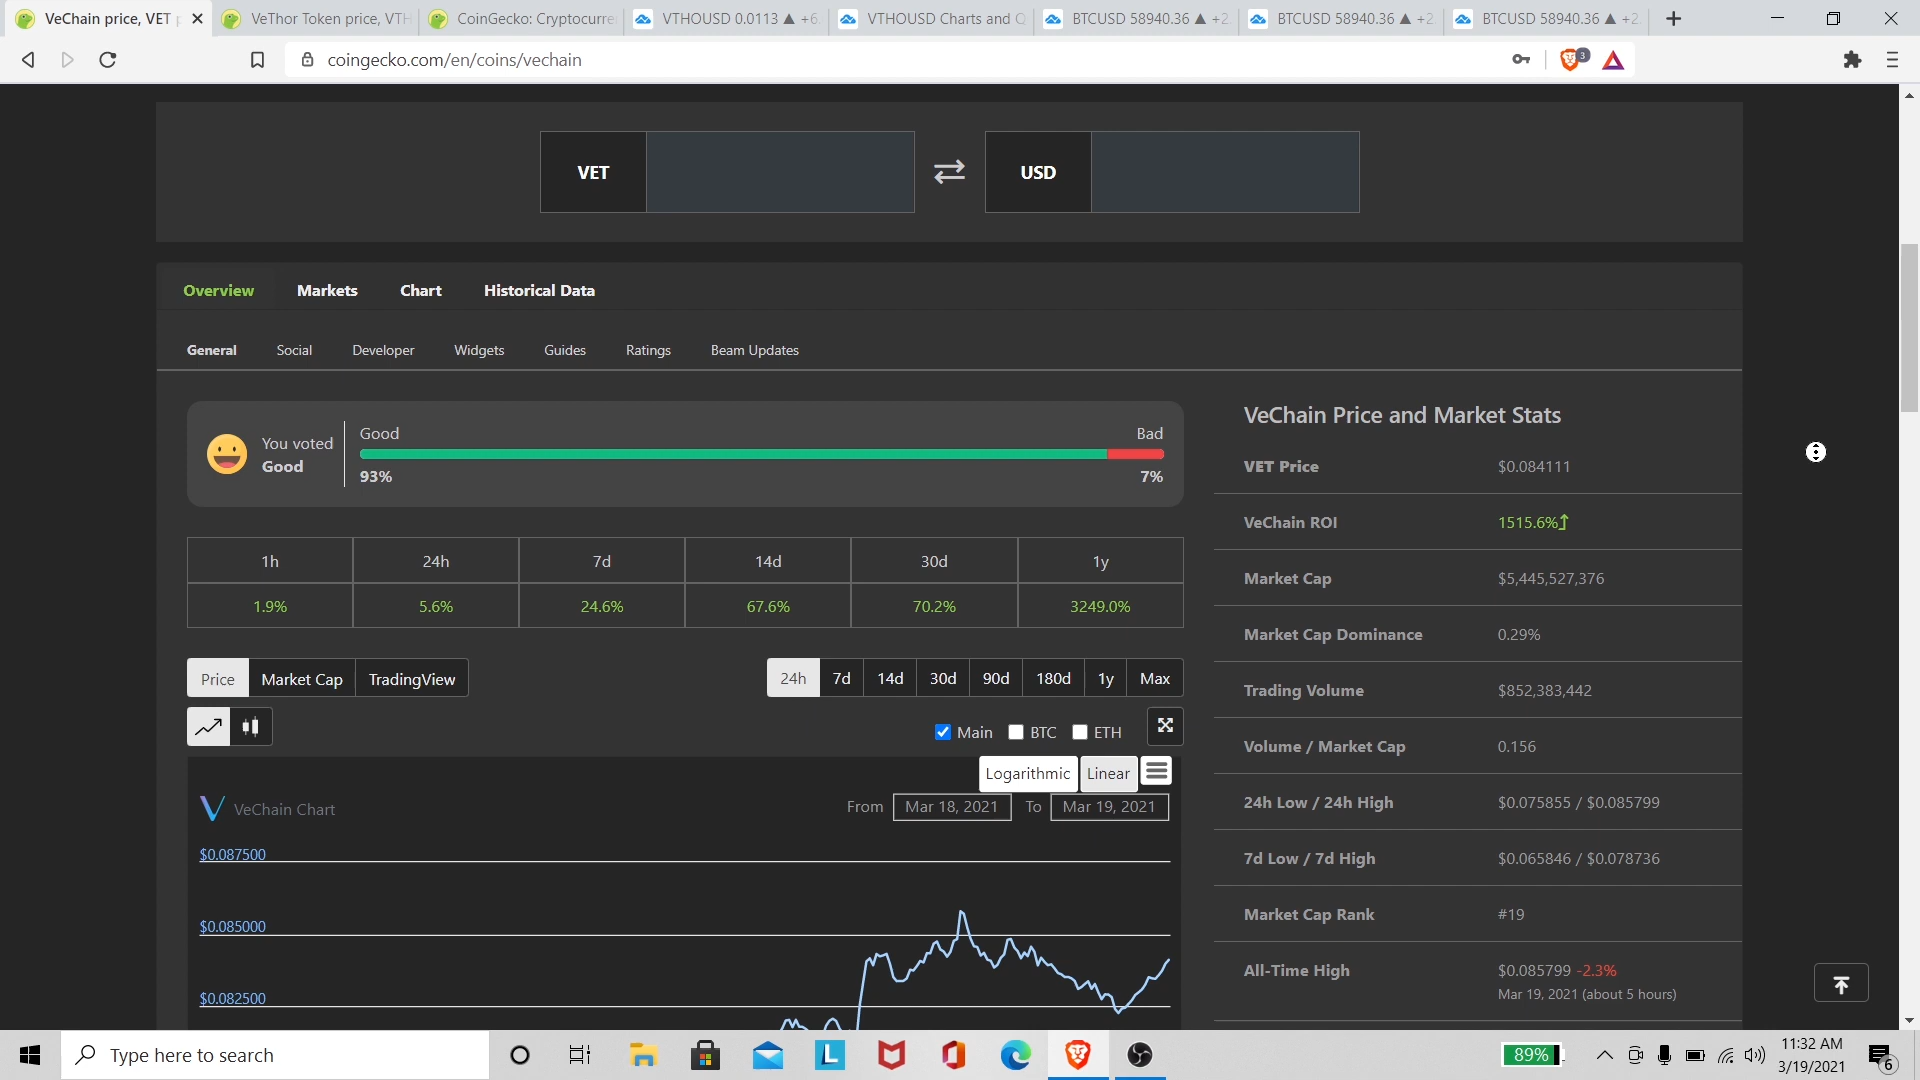 VeChain price, VET p
VeThor Token price, VTH
CoinGecko: Cryptocurre
VTHOUSD 0.0113 ▲ +6.
VTHOUSD Charts and Q
BTCUSD 58940.36 ▲ +2.
BTCUSD 58940.36 ▲ +2.
BTCUSD 58940.36 ▲ +2.
coingecko.com/en/coins/vechain
3
VET
USD
Overview Markets Chart Historical Data
General Social Developer Widgets Guides Ratings Beam Updates
You voted
Good
Good Bad
93% 7%
1h 24h 7d 14d 30d 1y
1.9% 5.6% 24.6% 67.6% 70.2% 3249.0%
Price Market Cap TradingView
24h 7d 14d 30d 90d 180d 1y Max
Main BTC ETH
Logarithmic Linear
VeChain Chart
From Mar 18, 2021 To Mar 19, 2021
$0.087500
$0.085000
$0.082500
VeChain Price and Market Stats
VET Price $0.084111
VeChain ROI 1515.6%
Market Cap $5,445,527,376
Market Cap Dominance 0.29%
Trading Volume $852,383,442
Volume / Market Cap 0.156
24h Low / 24h High $0.075855 / $0.085799
7d Low / 7d High $0.065846 / $0.078736
Market Cap Rank #19
All-Time High $0.085799 -2.3%
Mar 19, 2021 (about 5 hours)
Type here to search
L
89%
11:32 AM
3/19/2021
6